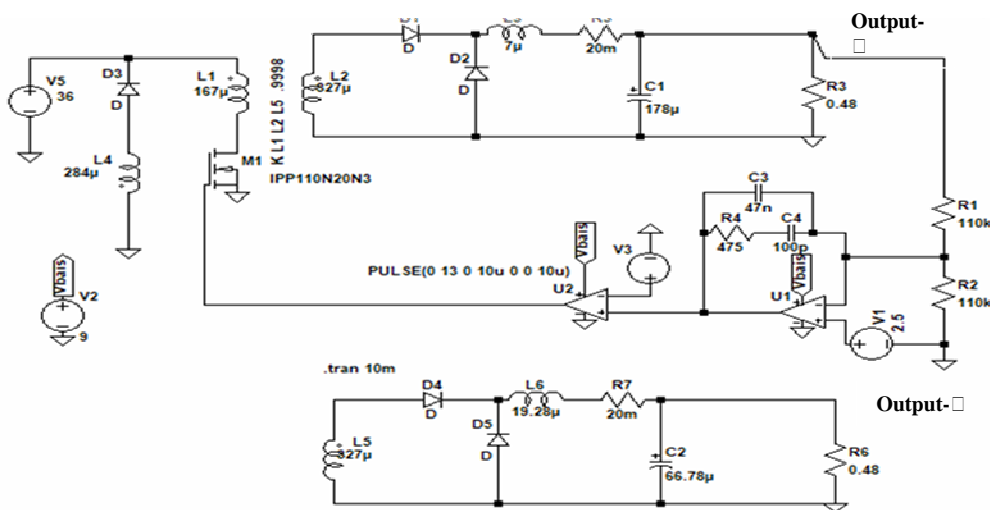 D
Output-
□
20m
7µ
D2
D
L2
827µ
C1
178µ
R3
0.48
V5
36
D3
D
L1
167µ
K L1 L2 L5 .9998
M1
IPP110N20N3
L4
284µ
C3
47n
R4
475
C4
100p
R1
110k
Vbais
V3
PULSE(0 13 0 10u 0 0 10u)
U2
Vbais
U1
R2
110k
V1
2.5
Vbais
V2
9
.tran 10m
D4
D
L6
19.28µ
R7
20m
Output-□
D5
D
L5
327µ
C2
66.78µ
R6
0.48